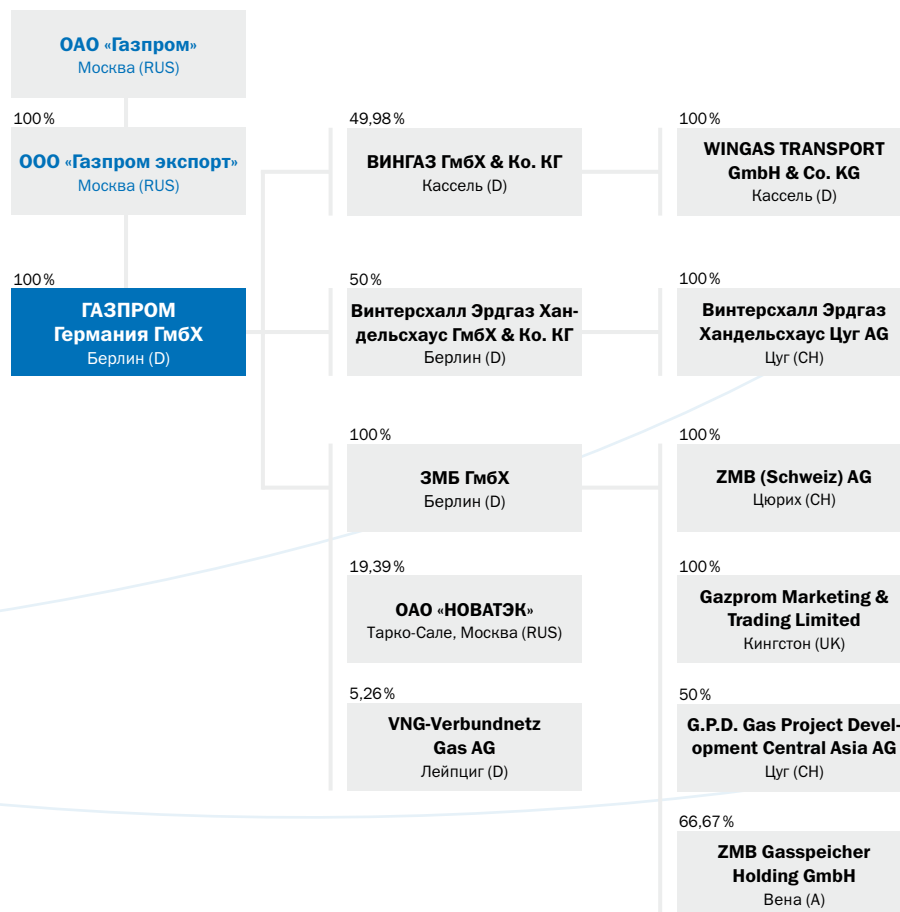 ОАО «Газпром»
Москва (RUS)
100 %
ООО «Газпром экспорт»
Москва (RUS)
100 %
ГАЗПРОМ
Германия ГмбХ
Берлин (D)
49,98 %
ВИНГАЗ ГмбХ & Ко. КГ
Кассель (D)
50 %
Винтерсхалл Эрдгаз Хан-
дельсхаус ГмбХ & Ко. КГ
Берлин (D)
100 %
ЗМБ ГмбХ
Берлин (D)
19,39 %
ОАО «НОВАТЭК»
Тарко-Сале, Москва (RUS)
5,26 %
VNG-Verbundnetz
Gas AG
Лейпциг (D)
100 %
WINGAS TRANSPORT
GmbH & Co. KG
Кассель (D)
100 %
Винтерсхалл Эрдгаз
Хандельсхаус Цуг AG
Цуг (CH)
100 %
ZMB (Schweiz) AG
Цюрих (CH)
100 %
Gazprom Marketing &
Trading Limited
Кингстон (UK)
50 %
G.P.D. Gas Project Devel-
opment Central Asia AG
Цуг (CH)
66,67 %
ZMB Gasspeicher
Holding GmbH
Вена (A)